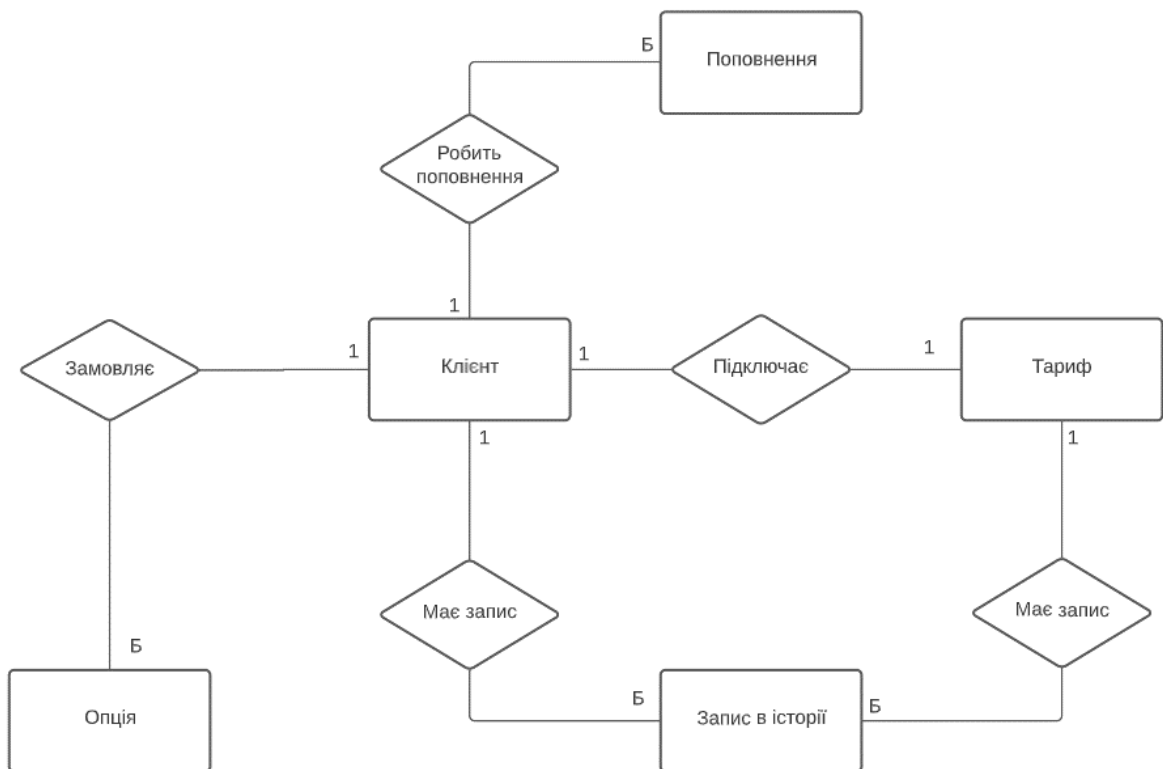 Б
Поповнення
Робить
поповнення
1
Замовляє
1
Клієнт
1
Підключає
1
Тариф
1
1
Має запис
Має запис
Б
Опція
Б
Запис в історії
Б